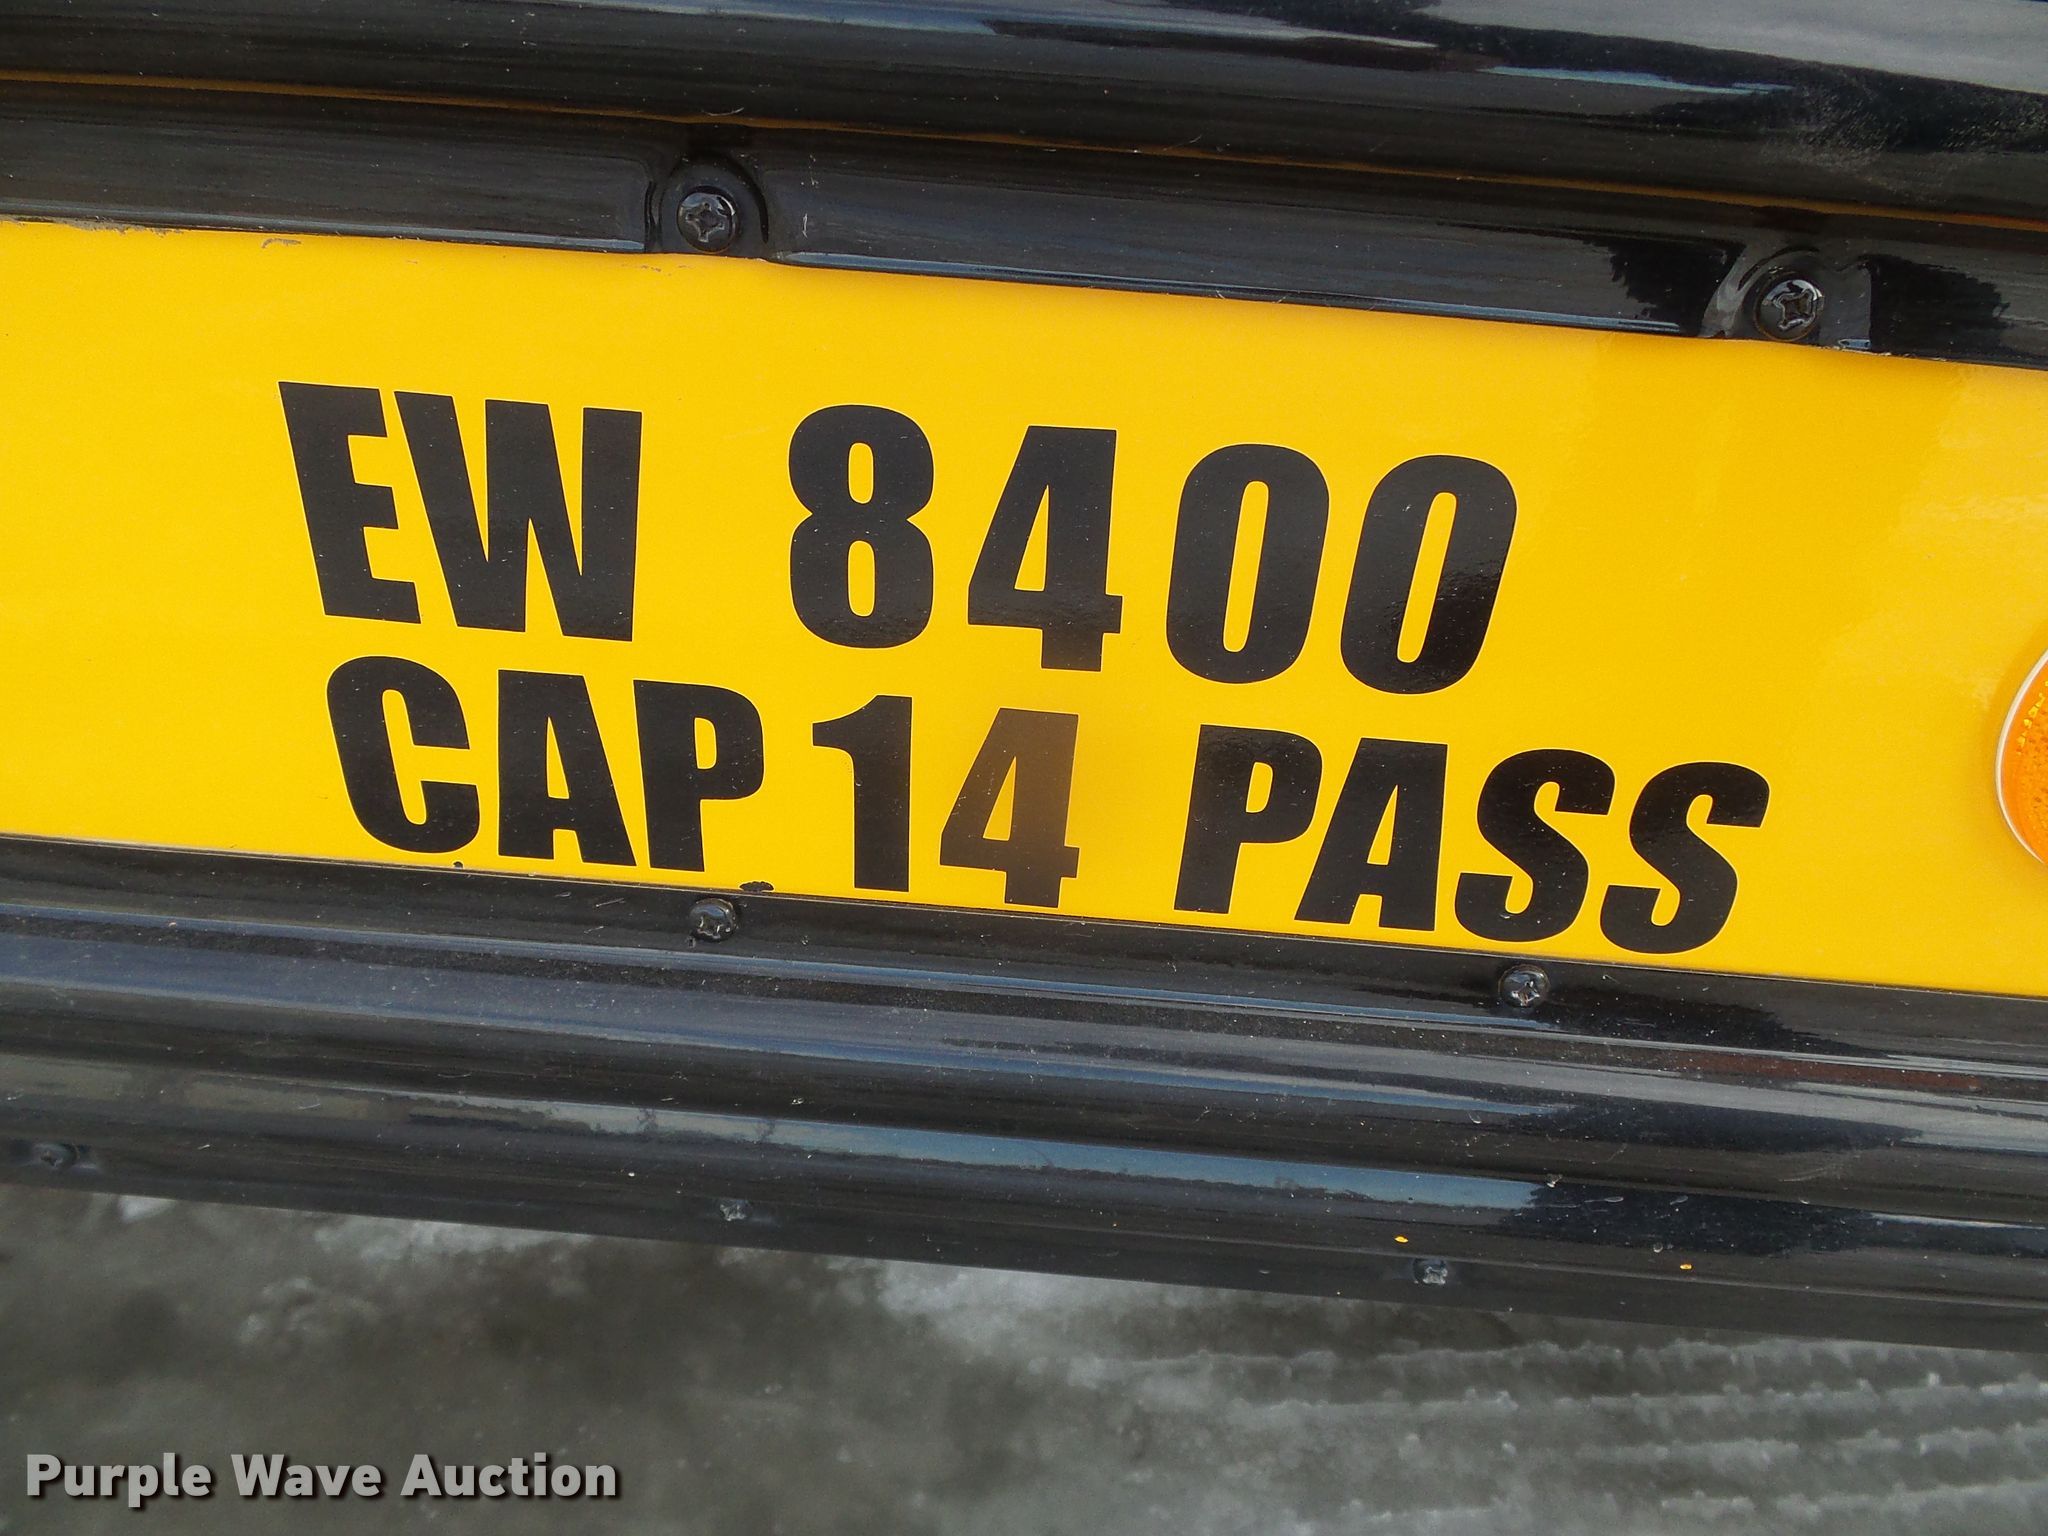 EW 8400
CAP 14 PASS
Purple Wave Auction